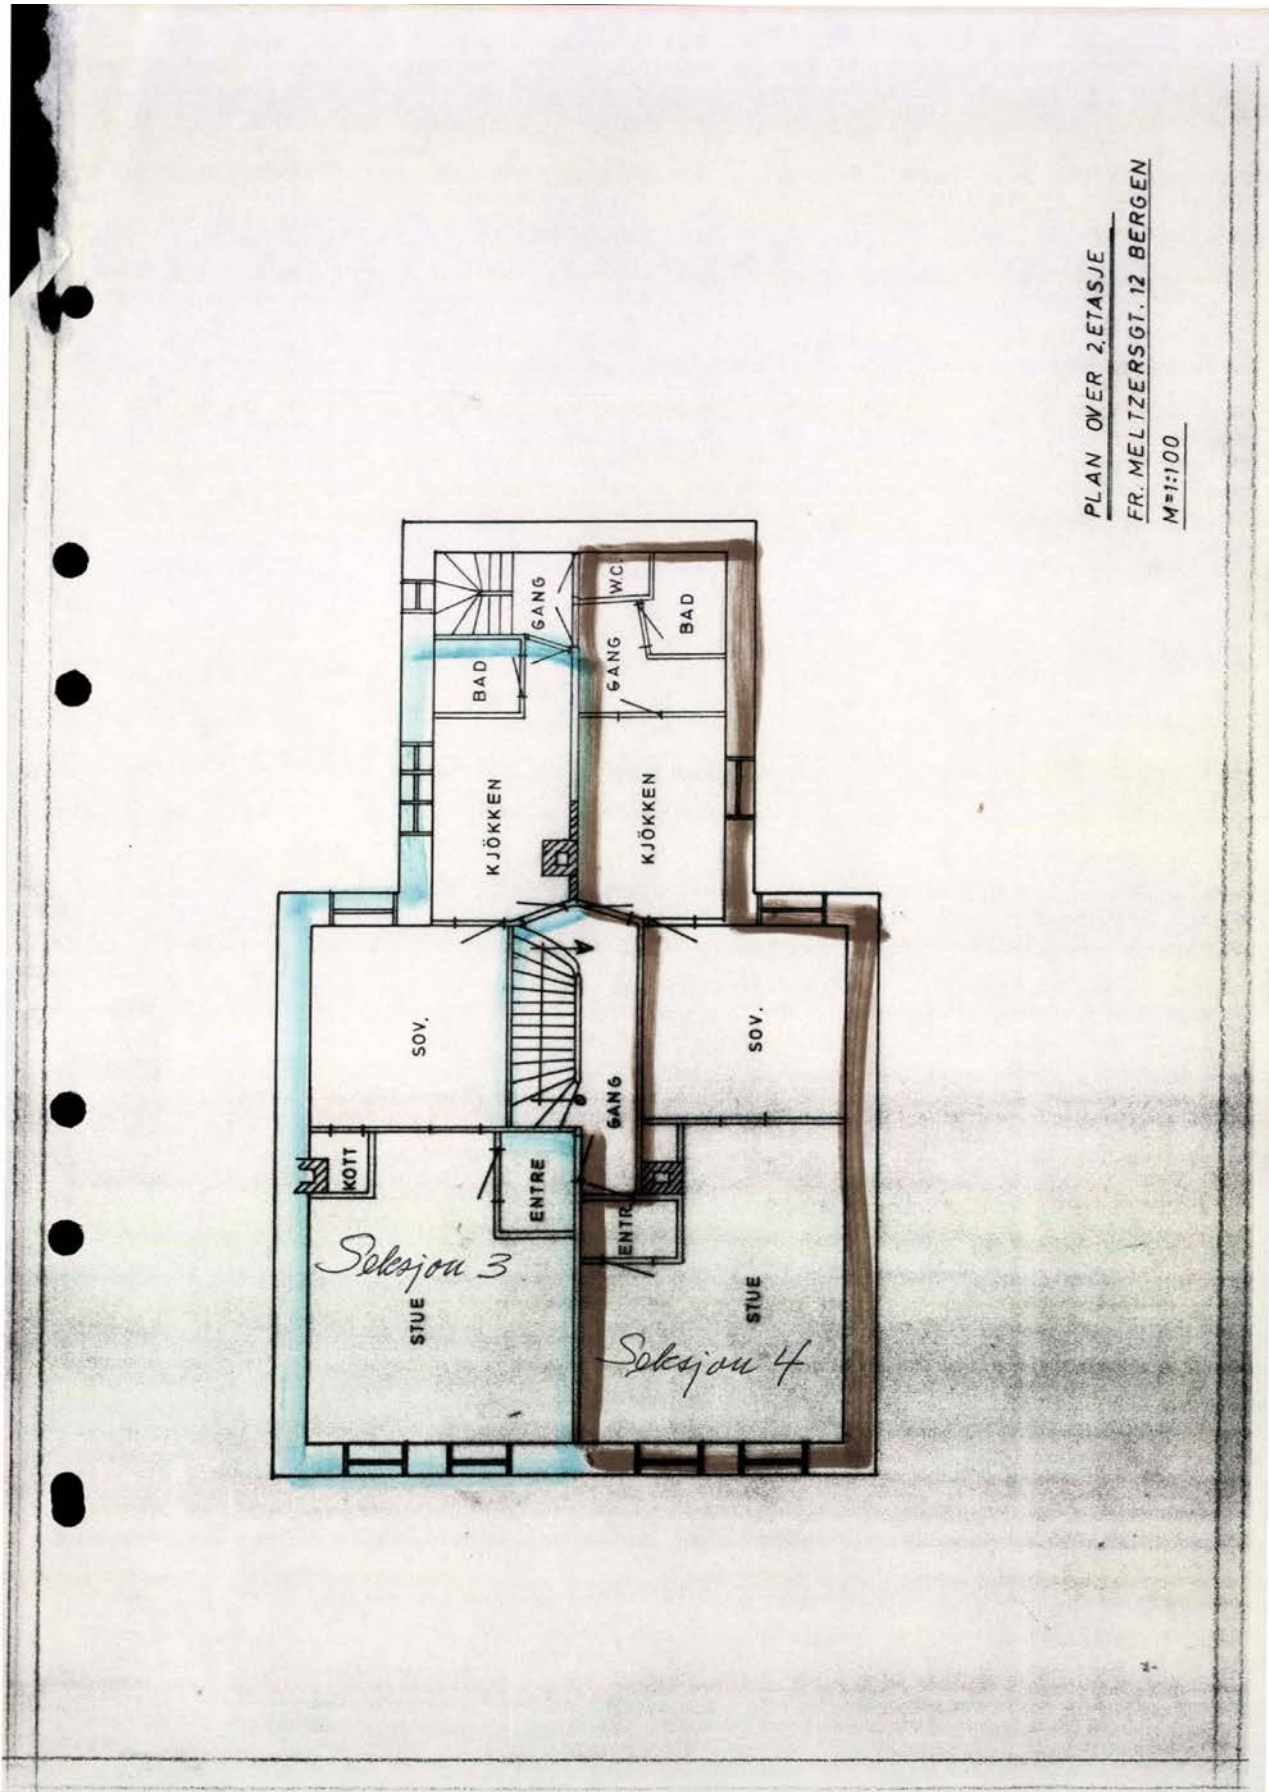 PLAN OVER 2.ETASJE
FR. MELTZERSGT. 12 BERGEN
M=1:100
GANG
W.C.
BAD
GANG
BAD
KJÖKKEN
KJÖKKEN
SOV.
SOV.
GANG
KOTT
ENTRE
ENTR
Seksjon 3
STUE
STUE
Seksjon 4